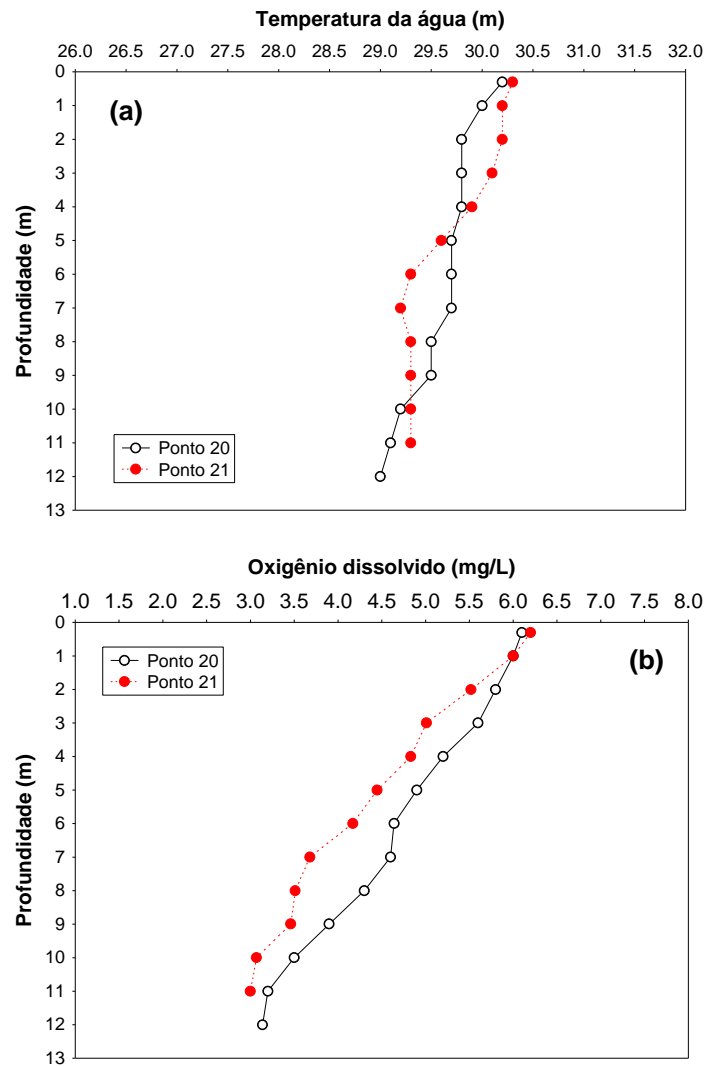 Temperatura da água (m)
26.0 26.5 27.0 27.5 28.0 28.5 29.0 29.5 30.0 30.5 31.0 31.5 32.0
Profundidade (m)
0
1
2
3
4
5
6
7
8
9
10
11
12
13
(a)
Ponto 20
Ponto 21
Oxigênio dissolvido (mg/L)
1.0 1.5 2.0 2.5 3.0 3.5 4.0 4.5 5.0 5.5 6.0 6.5 7.0 7.5 8.0
Profundidade (m)
0
1
2
3
4
5
6
7
8
9
10
11
12
13
Ponto 20
Ponto 21
(b)